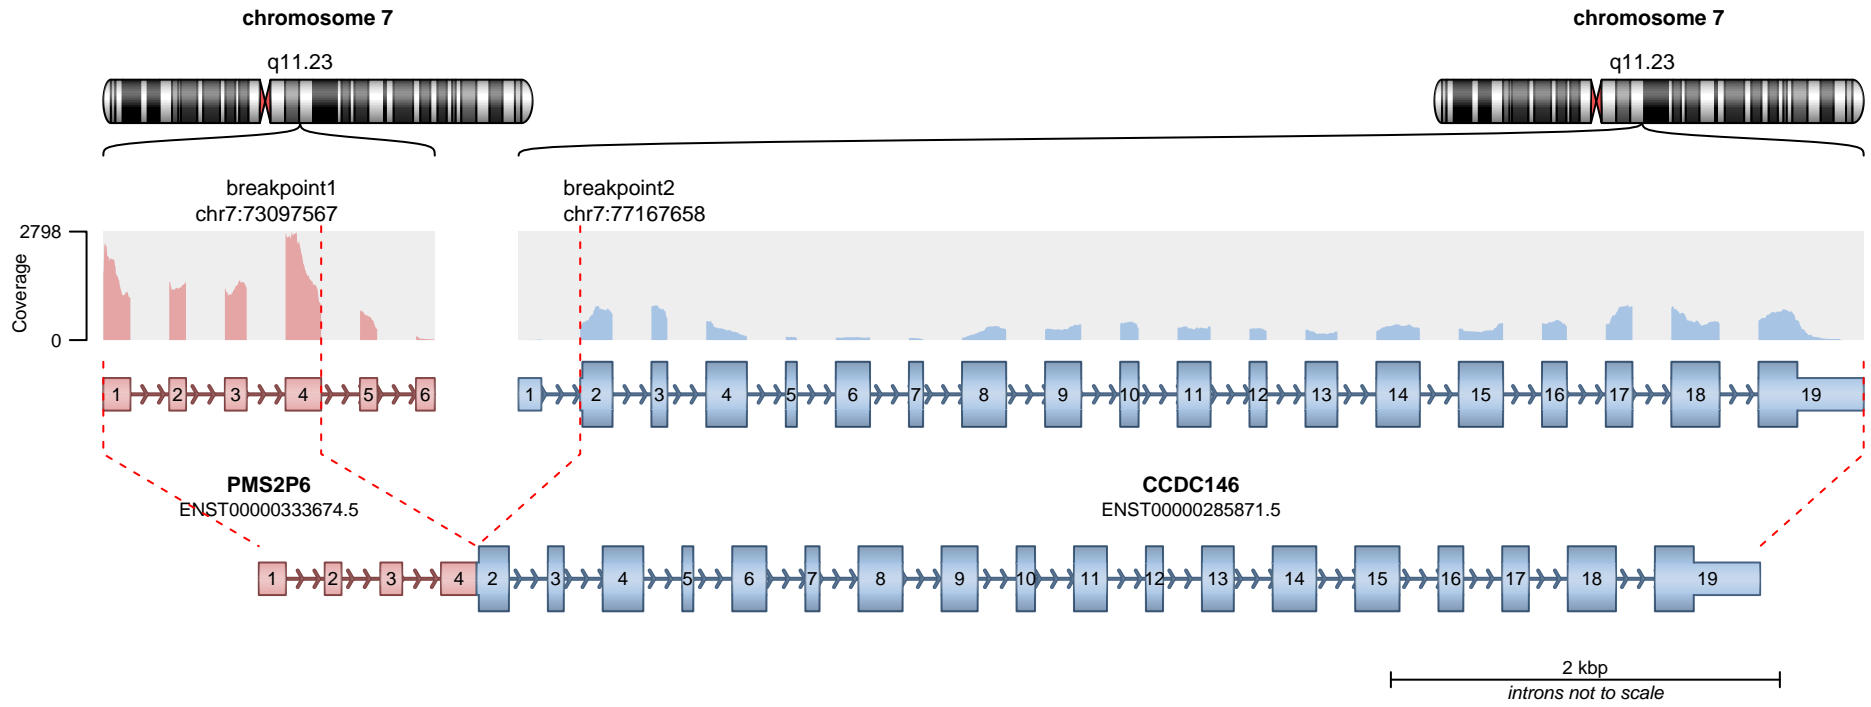 chromosome 7
chromosome 7
q11.23
q11.23
breakpoint1
chr7:73097567
breakpoint2
chr7:77167658
2798
Coverage
0
1 2 3 4 5 6
1 2 3 4 5 6 7 8 9 10 11 12 13 14 15 16 17 18 19
PMS2P6
ENST00000333674.5
CCDC146
ENST00000285871.5
1 2 3 4 2 3 4 5 6 7 8 9 10 11 12 13 14 15 16 17 18 19
2 kbp
introns not to scale